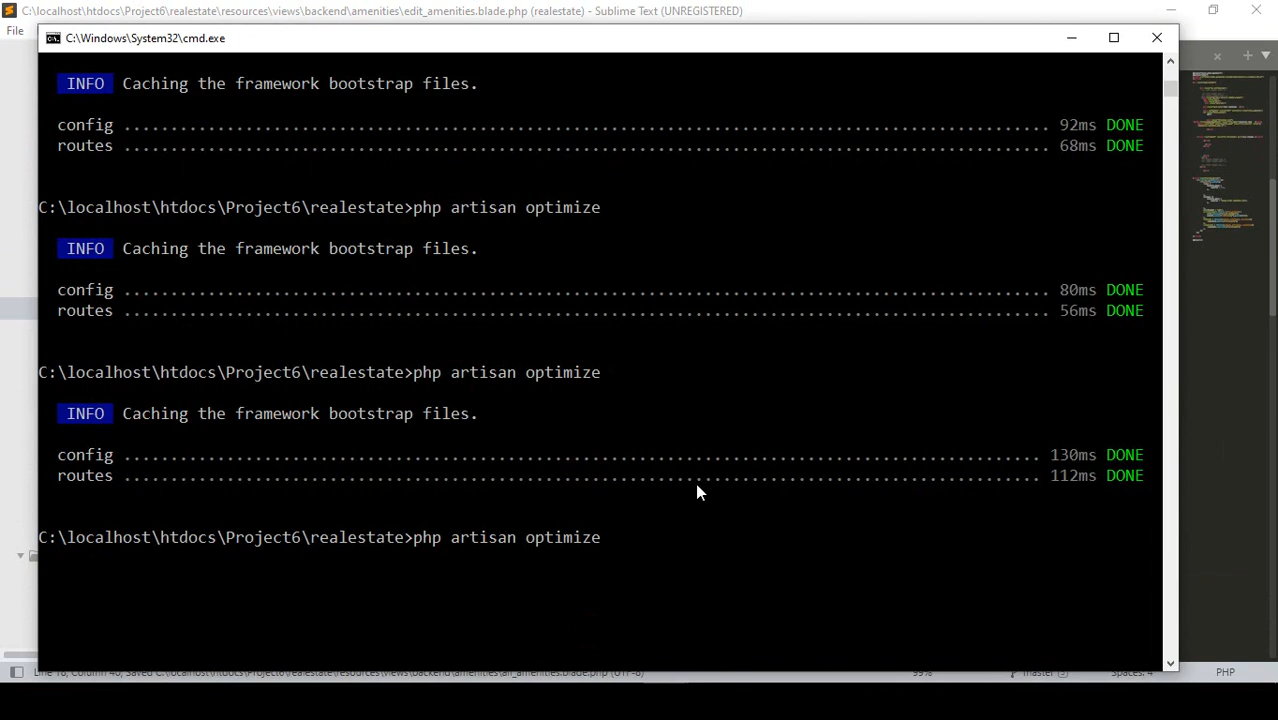 C:\localhost\htdocs\Project6\realestate\resources\views\backend\amenities\edit_amenities.blade.php (realestate) - Sublime Text (UNREGISTERED)
File
C:\Windows\System32\cmd.exe
INFO Caching the framework bootstrap files.
config .................................................................................................. 92ms DONE
routes .................................................................................................. 68ms DONE
C:\localhost\htdocs\Project6\realestate>php artisan optimize
INFO Caching the framework bootstrap files.
config .................................................................................................. 80ms DONE
routes .................................................................................................. 56ms DONE
C:\localhost\htdocs\Project6\realestate>php artisan optimize
INFO Caching the framework bootstrap files.
config ................................................................................................. 130ms DONE
routes ................................................................................................. 112ms DONE
C:\localhost\htdocs\Project6\realestate>php artisan optimize
PHP